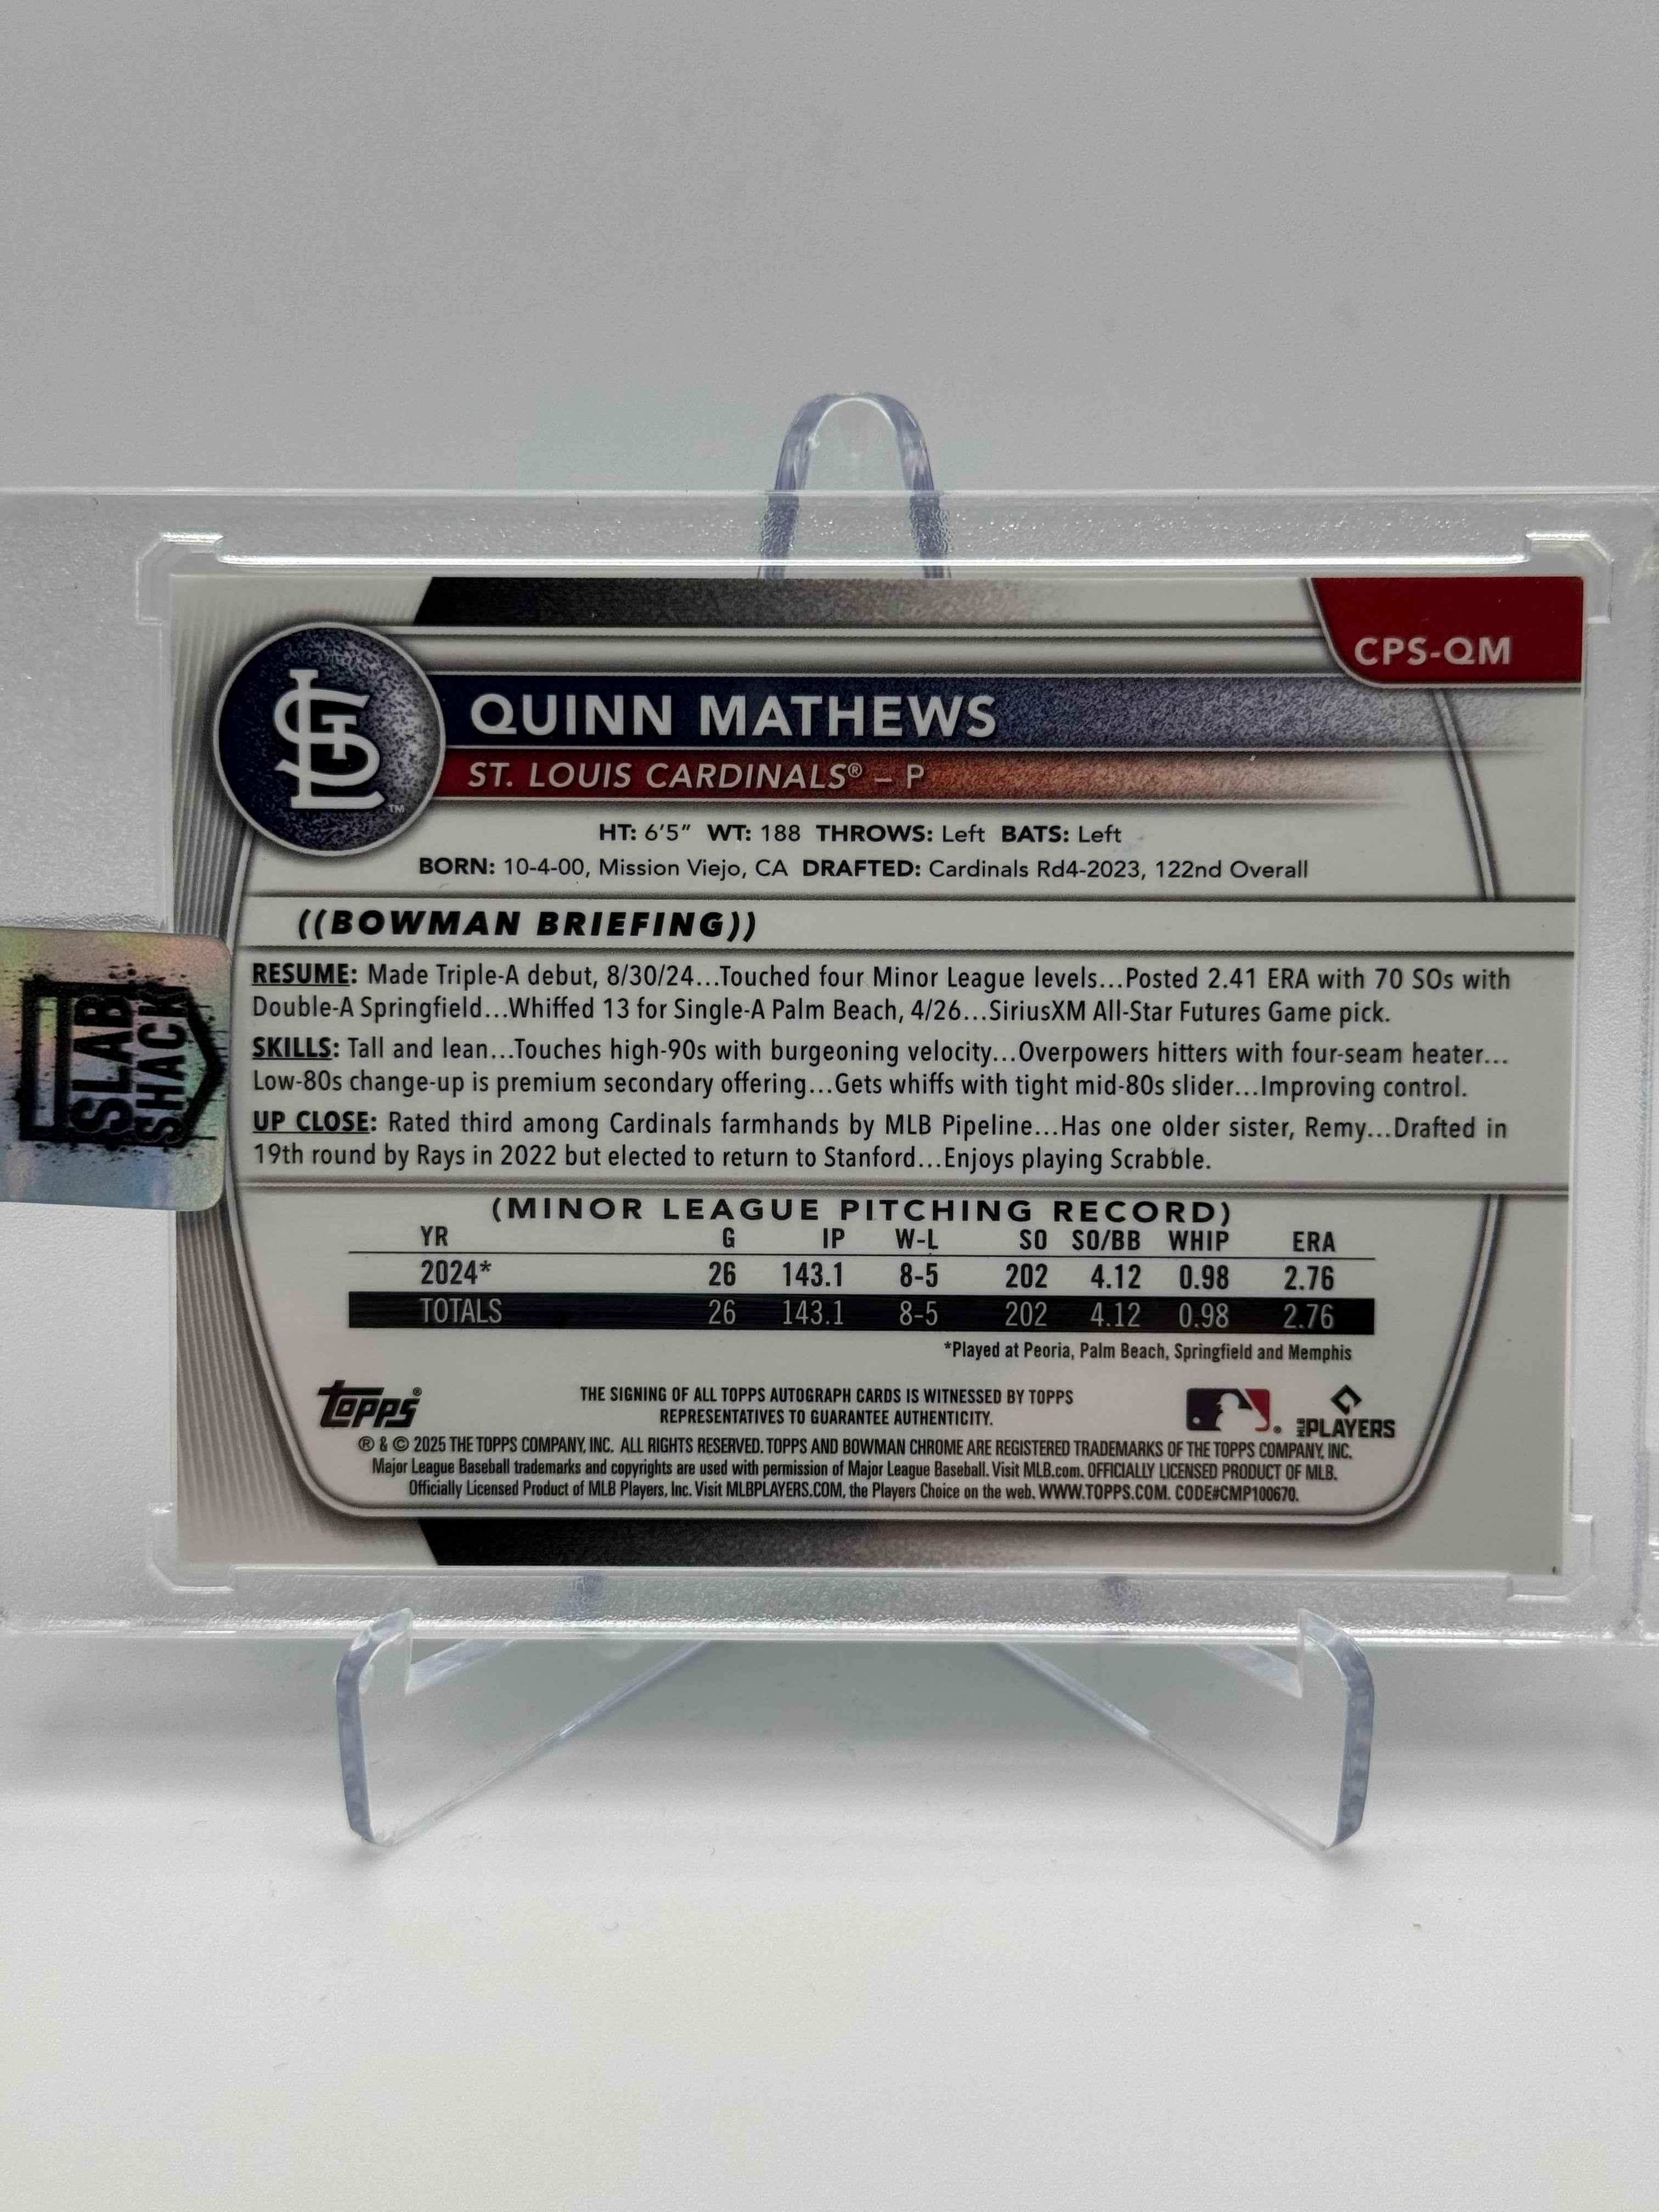 CPS-QM
STL
™
QUINN MATHEWS
ST. LOUIS CARDINALS® – P
HT: 6'5" WT: 188 THROWS: Left BATS: Left
BORN: 10-4-00, Mission Viejo, CA DRAFTED: Cardinals Rd4-2023, 122nd Overall
((BOWMAN BRIEFING))
RESUME: Made Triple-A debut, 8/30/24...Touched four Minor League levels...Posted 2.41 ERA with 70 SOs with
Double-A Springfield...Whiffed 13 for Single-A Palm Beach, 4/26...SiriusXM All-Star Futures Game pick.
SKILLS: Tall and lean...Touches high-90s with burgeoning velocity...Overpowers hitters with four-seam heater...
Low-80s change-up is premium secondary offering...Gets whiffs with tight mid-80s slider...Improving control.
UP CLOSE: Rated third among Cardinals farmhands by MLB Pipeline...Has one older sister, Remy...Drafted in
19th round by Rays in 2022 but elected to return to Stanford...Enjoys playing Scrabble.
SLAB
SHACK
(MINOR LEAGUE PITCHING RECORD)
YR G IP W-L SO SO/BB WHIP ERA
2024* 26 143.1 8-5 202 4.12 0.98 2.76
TOTALS 26 143.1 8-5 202 4.12 0.98 2.76
*Played at Peoria, Palm Beach, Springfield and Memphis
Topps®
THE SIGNING OF ALL TOPPS AUTOGRAPH CARDS IS WITNESSED BY TOPPS
REPRESENTATIVES TO GUARANTEE AUTHENTICITY.
®
MLB PLAYERS
® & © 2025 THE TOPPS COMPANY, INC. ALL RIGHTS RESERVED. TOPPS AND BOWMAN CHROME ARE REGISTERED TRADEMARKS OF THE TOPPS COMPANY, INC.
Major League Baseball trademarks and copyrights are used with permission of Major League Baseball. Visit MLB.com. OFFICIALLY LICENSED PRODUCT OF MLB.
Officially Licensed Product of MLB Players, Inc. Visit MLBPLAYERS.COM, the Players Choice on the web. WWW.TOPPS.COM. CODE#CMP100670.